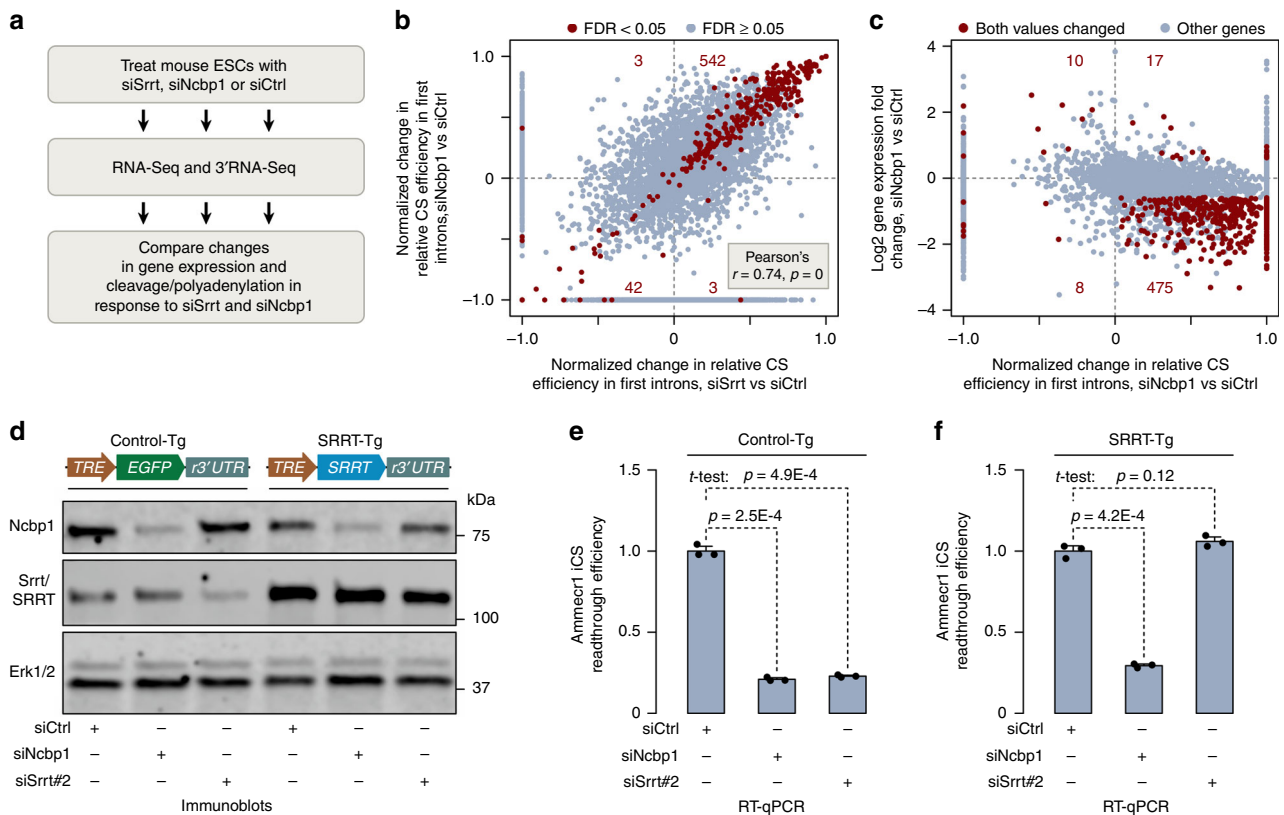 a
Treat mouse ESCs with
siSrrt, siNcbp1 or siCtrl
RNA-Seq and 3′RNA-Seq
Compare changes
in gene expression and
cleavage/polyadenylation in
response to siSrrt and siNcbp1
b
FDR < 0.05
FDR ≥ 0.05
Normalized change in
relative CS efficiency in first
introns,siNcbp1 vs siCtrl
1.0
0
−1.0
3
542
42
3
Pearson's
r = 0.74, p = 0
−1.0
0
1.0
Normalized change in relative CS
efficiency in first introns, siSrrt vs siCtrl
c
Both values changed
Other genes
Log2 gene expression fold
change, siNcbp1 vs siCtrl
4
2
0
−2
−4
10
17
8
475
−1.0
0
1.0
Normalized change in relative CS
efficiency in first introns, siNcbp1 vs siCtrl
d
Control-Tg
SRRT-Tg
TRE EGFP r3′UTR
TRE SRRT r3′UTR
kDa
Ncbp1
75
Srrt/
SRRT
100
Erk1/2
37
siCtrl + − − + − −
siNcbp1 − + − − + −
siSrrt#2 − − + − − +
Immunoblots
e
Control-Tg
t-test: p = 4.9E-4
p = 2.5E-4
Ammecr1 iCS
readthrough efficiency
1.5
1.0
0.5
0
siCtrl + − −
siNcbp1 − + −
siSrrt#2 − − +
RT-qPCR
f
SRRT-Tg
t-test: p = 0.12
p = 4.2E-4
Ammecr1 iCS
readthrough efficiency
1.5
1.0
0.5
0
siCtrl + − −
siNcbp1 − + −
siSrrt#2 − − +
RT-qPCR